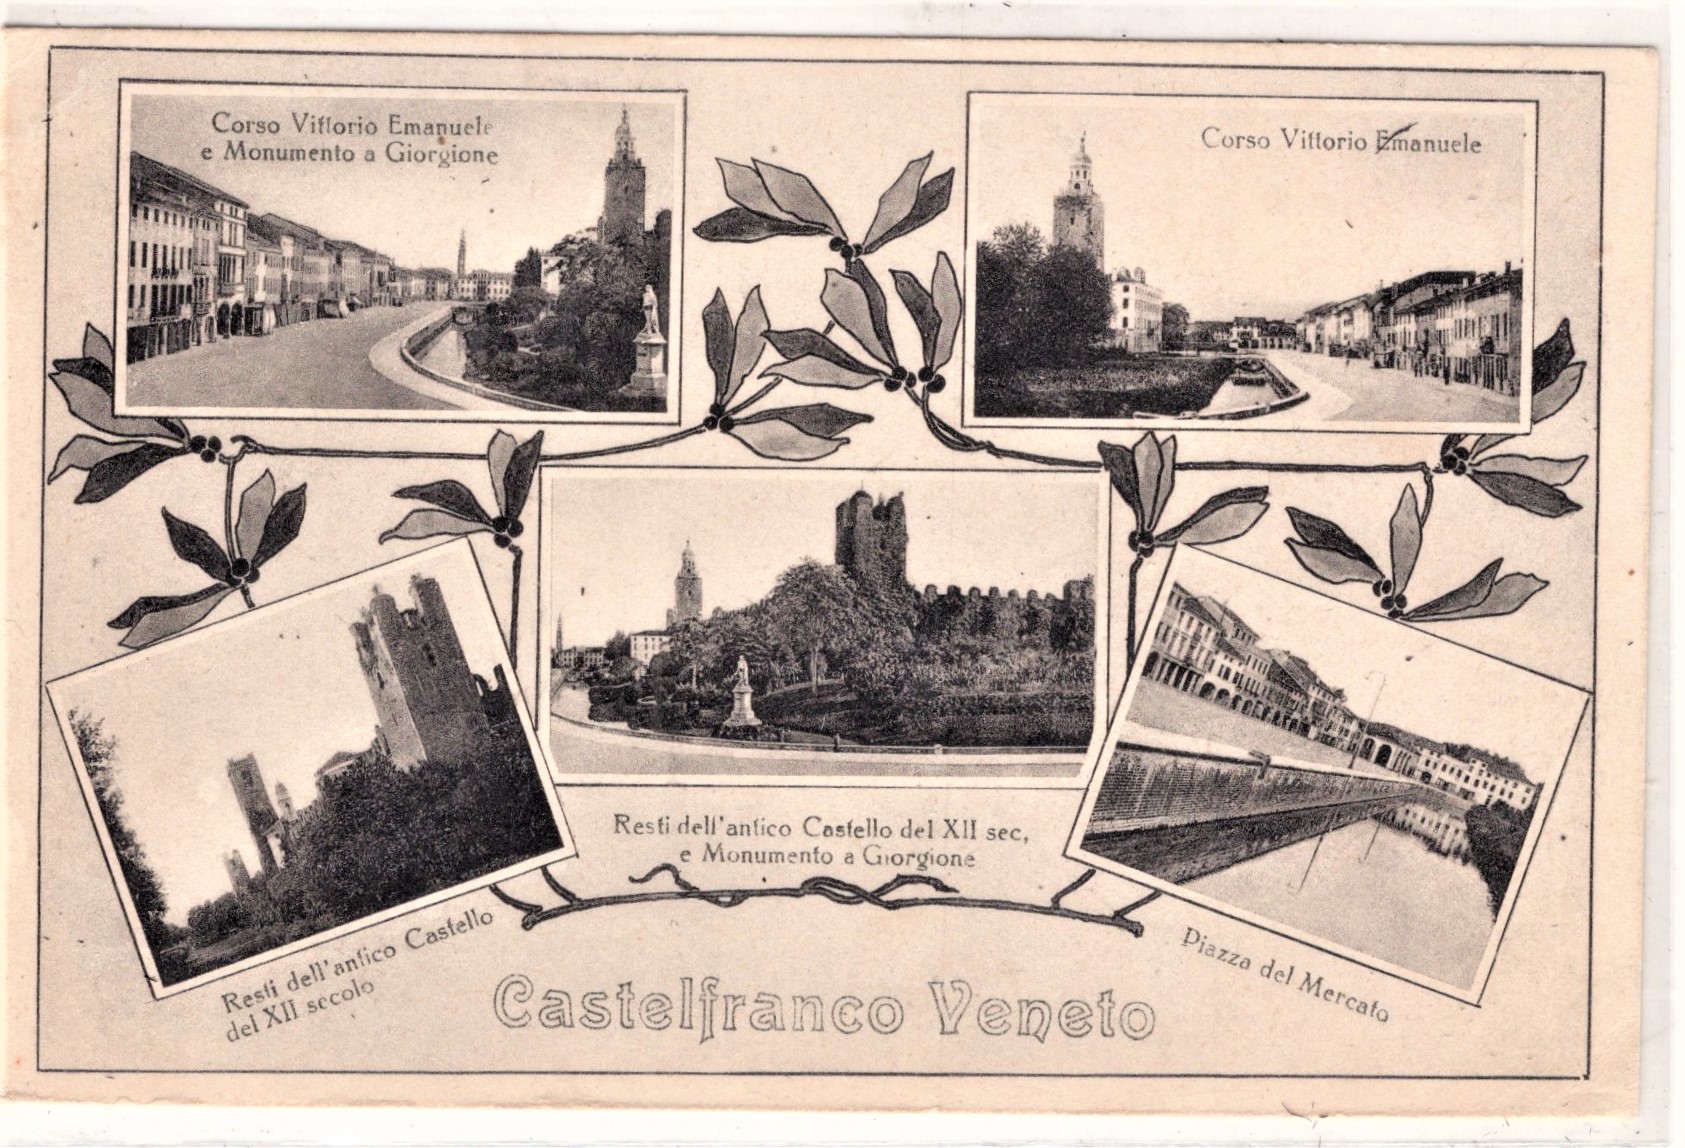 Corso Vittorio Emanuele
e Monumento a Giorgione
Corso Vittorio Emanuele
Resti dell'antico Castello del XII sec,
e Monumento a Giorgione
Resti dell'antico Castello
del XII secolo
Piazza del Mercato
Castelfranco Veneto